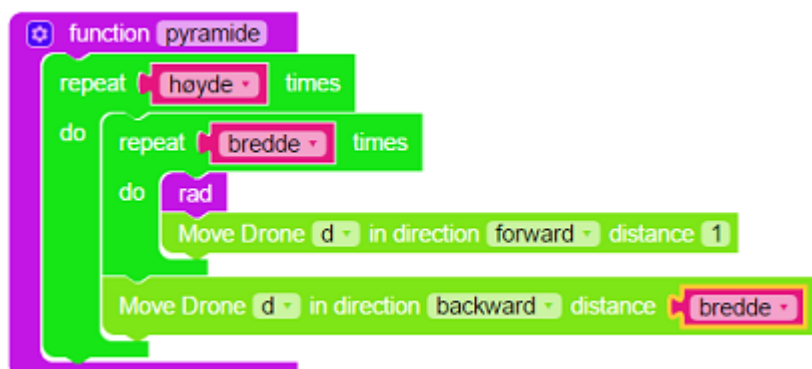 function pyramide
repeat høyde times
do repeat bredde times
do rad
Move Drone d in direction forward distance 1
Move Drone d in direction backward distance bredde